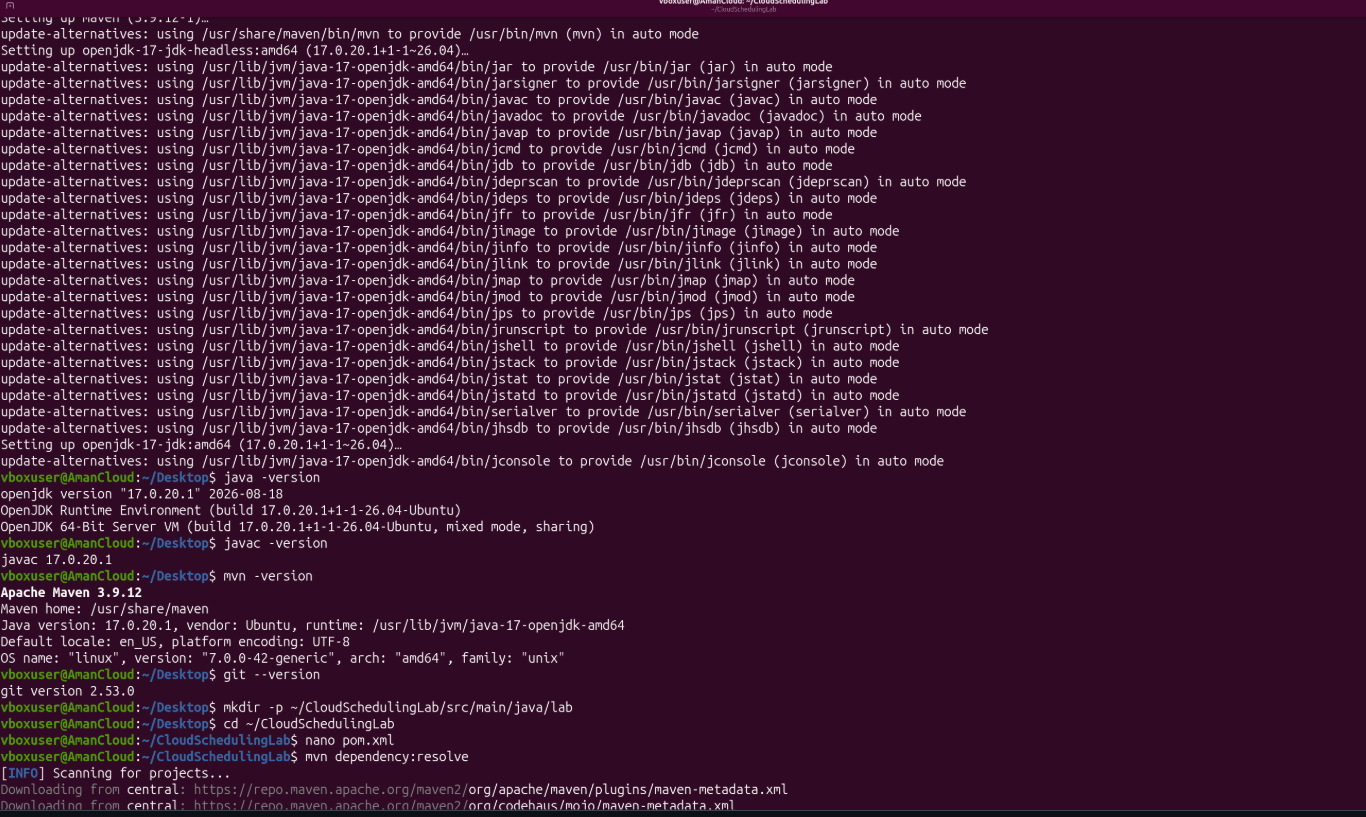 vboxuser@AmanCloud: ~/CloudSchedulingLab
~/CloudSchedulingLab
Setting up maven (3.9.12-1)…
update-alternatives: using /usr/share/maven/bin/mvn to provide /usr/bin/mvn (mvn) in auto mode
Setting up openjdk-17-jdk-headless:amd64 (17.0.20.1+1-1~26.04)…
update-alternatives: using /usr/lib/jvm/java-17-openjdk-amd64/bin/jar to provide /usr/bin/jar (jar) in auto mode
update-alternatives: using /usr/lib/jvm/java-17-openjdk-amd64/bin/jarsigner to provide /usr/bin/jarsigner (jarsigner) in auto mode
update-alternatives: using /usr/lib/jvm/java-17-openjdk-amd64/bin/javac to provide /usr/bin/javac (javac) in auto mode
update-alternatives: using /usr/lib/jvm/java-17-openjdk-amd64/bin/javadoc to provide /usr/bin/javadoc (javadoc) in auto mode
update-alternatives: using /usr/lib/jvm/java-17-openjdk-amd64/bin/javap to provide /usr/bin/javap (javap) in auto mode
update-alternatives: using /usr/lib/jvm/java-17-openjdk-amd64/bin/jcmd to provide /usr/bin/jcmd (jcmd) in auto mode
update-alternatives: using /usr/lib/jvm/java-17-openjdk-amd64/bin/jdb to provide /usr/bin/jdb (jdb) in auto mode
update-alternatives: using /usr/lib/jvm/java-17-openjdk-amd64/bin/jdeprscan to provide /usr/bin/jdeprscan (jdeprscan) in auto mode
update-alternatives: using /usr/lib/jvm/java-17-openjdk-amd64/bin/jdeps to provide /usr/bin/jdeps (jdeps) in auto mode
update-alternatives: using /usr/lib/jvm/java-17-openjdk-amd64/bin/jfr to provide /usr/bin/jfr (jfr) in auto mode
update-alternatives: using /usr/lib/jvm/java-17-openjdk-amd64/bin/jimage to provide /usr/bin/jimage (jimage) in auto mode
update-alternatives: using /usr/lib/jvm/java-17-openjdk-amd64/bin/jinfo to provide /usr/bin/jinfo (jinfo) in auto mode
update-alternatives: using /usr/lib/jvm/java-17-openjdk-amd64/bin/jlink to provide /usr/bin/jlink (jlink) in auto mode
update-alternatives: using /usr/lib/jvm/java-17-openjdk-amd64/bin/jmap to provide /usr/bin/jmap (jmap) in auto mode
update-alternatives: using /usr/lib/jvm/java-17-openjdk-amd64/bin/jmod to provide /usr/bin/jmod (jmod) in auto mode
update-alternatives: using /usr/lib/jvm/java-17-openjdk-amd64/bin/jps to provide /usr/bin/jps (jps) in auto mode
update-alternatives: using /usr/lib/jvm/java-17-openjdk-amd64/bin/jrunscript to provide /usr/bin/jrunscript (jrunscript) in auto mode
update-alternatives: using /usr/lib/jvm/java-17-openjdk-amd64/bin/jshell to provide /usr/bin/jshell (jshell) in auto mode
update-alternatives: using /usr/lib/jvm/java-17-openjdk-amd64/bin/jstack to provide /usr/bin/jstack (jstack) in auto mode
update-alternatives: using /usr/lib/jvm/java-17-openjdk-amd64/bin/jstat to provide /usr/bin/jstat (jstat) in auto mode
update-alternatives: using /usr/lib/jvm/java-17-openjdk-amd64/bin/jstatd to provide /usr/bin/jstatd (jstatd) in auto mode
update-alternatives: using /usr/lib/jvm/java-17-openjdk-amd64/bin/serialver to provide /usr/bin/serialver (serialver) in auto mode
update-alternatives: using /usr/lib/jvm/java-17-openjdk-amd64/bin/jhsdb to provide /usr/bin/jhsdb (jhsdb) in auto mode
Setting up openjdk-17-jdk:amd64 (17.0.20.1+1-1~26.04)…
update-alternatives: using /usr/lib/jvm/java-17-openjdk-amd64/bin/jconsole to provide /usr/bin/jconsole (jconsole) in auto mode
vboxuser@AmanCloud:~/Desktop$ java -version
openjdk version "17.0.20.1" 2026-08-18
OpenJDK Runtime Environment (build 17.0.20.1+1-1-26.04-Ubuntu)
OpenJDK 64-Bit Server VM (build 17.0.20.1+1-1-26.04-Ubuntu, mixed mode, sharing)
vboxuser@AmanCloud:~/Desktop$ javac -version
javac 17.0.20.1
vboxuser@AmanCloud:~/Desktop$ mvn -version
Apache Maven 3.9.12
Maven home: /usr/share/maven
Java version: 17.0.20.1, vendor: Ubuntu, runtime: /usr/lib/jvm/java-17-openjdk-amd64
Default locale: en_US, platform encoding: UTF-8
OS name: "linux", version: "7.0.0-42-generic", arch: "amd64", family: "unix"
vboxuser@AmanCloud:~/Desktop$ git --version
git version 2.53.0
vboxuser@AmanCloud:~/Desktop$ mkdir -p ~/CloudSchedulingLab/src/main/java/lab
vboxuser@AmanCloud:~/Desktop$ cd ~/CloudSchedulingLab
vboxuser@AmanCloud:~/CloudSchedulingLab$ nano pom.xml
vboxuser@AmanCloud:~/CloudSchedulingLab$ mvn dependency:resolve
[INFO] Scanning for projects...
Downloading from central: https://repo.maven.apache.org/maven2/org/apache/maven/plugins/maven-metadata.xml
Downloading from central: https://repo.maven.apache.org/maven2/org/codehaus/mojo/maven-metadata.xml